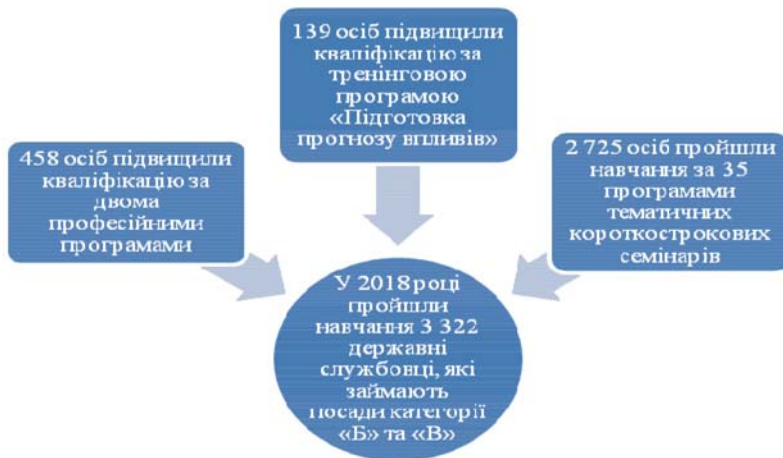 139 осіб підвищили
кваліфікацію за
тренінговою
програмою
«Підготовка
прогнозу впливів»
458 осіб підвищили
кваліфікацію за
двома
професійними
програмами
2 725 осіб пройшли
навчання за 35
програмами
тематичних
короткострокових
семінарів
У 2018 році
пройшли
навчання 3 322
державні
службовці, які
займають
посади категорії
«Б» та «В»